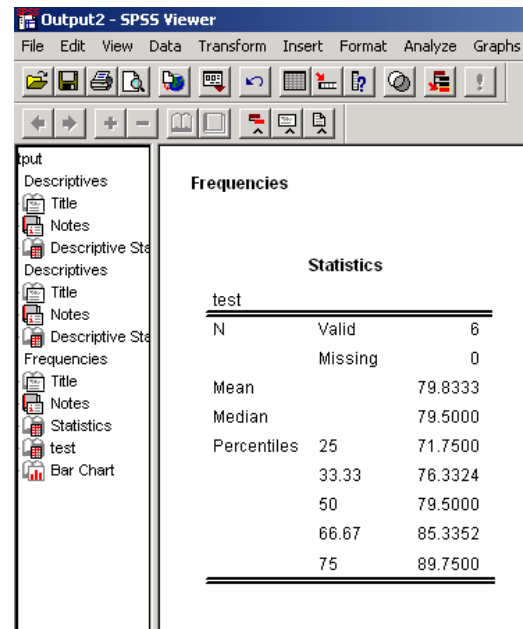 Output2 - SPSS Viewer
File Edit View Data Transform Insert Format Analyze Graphs
tput
Descriptives
Title
Notes
Descriptive Sta
Descriptives
Title
Notes
Descriptive Sta
Frequencies
Title
Notes
Statistics
test
Bar Chart
Frequencies
Statistics
test
N Valid 6
Missing 0
Mean 79.8333
Median 79.5000
Percentiles 25 71.7500
33.33 76.3324
50 79.5000
66.67 85.3352
75 89.7500